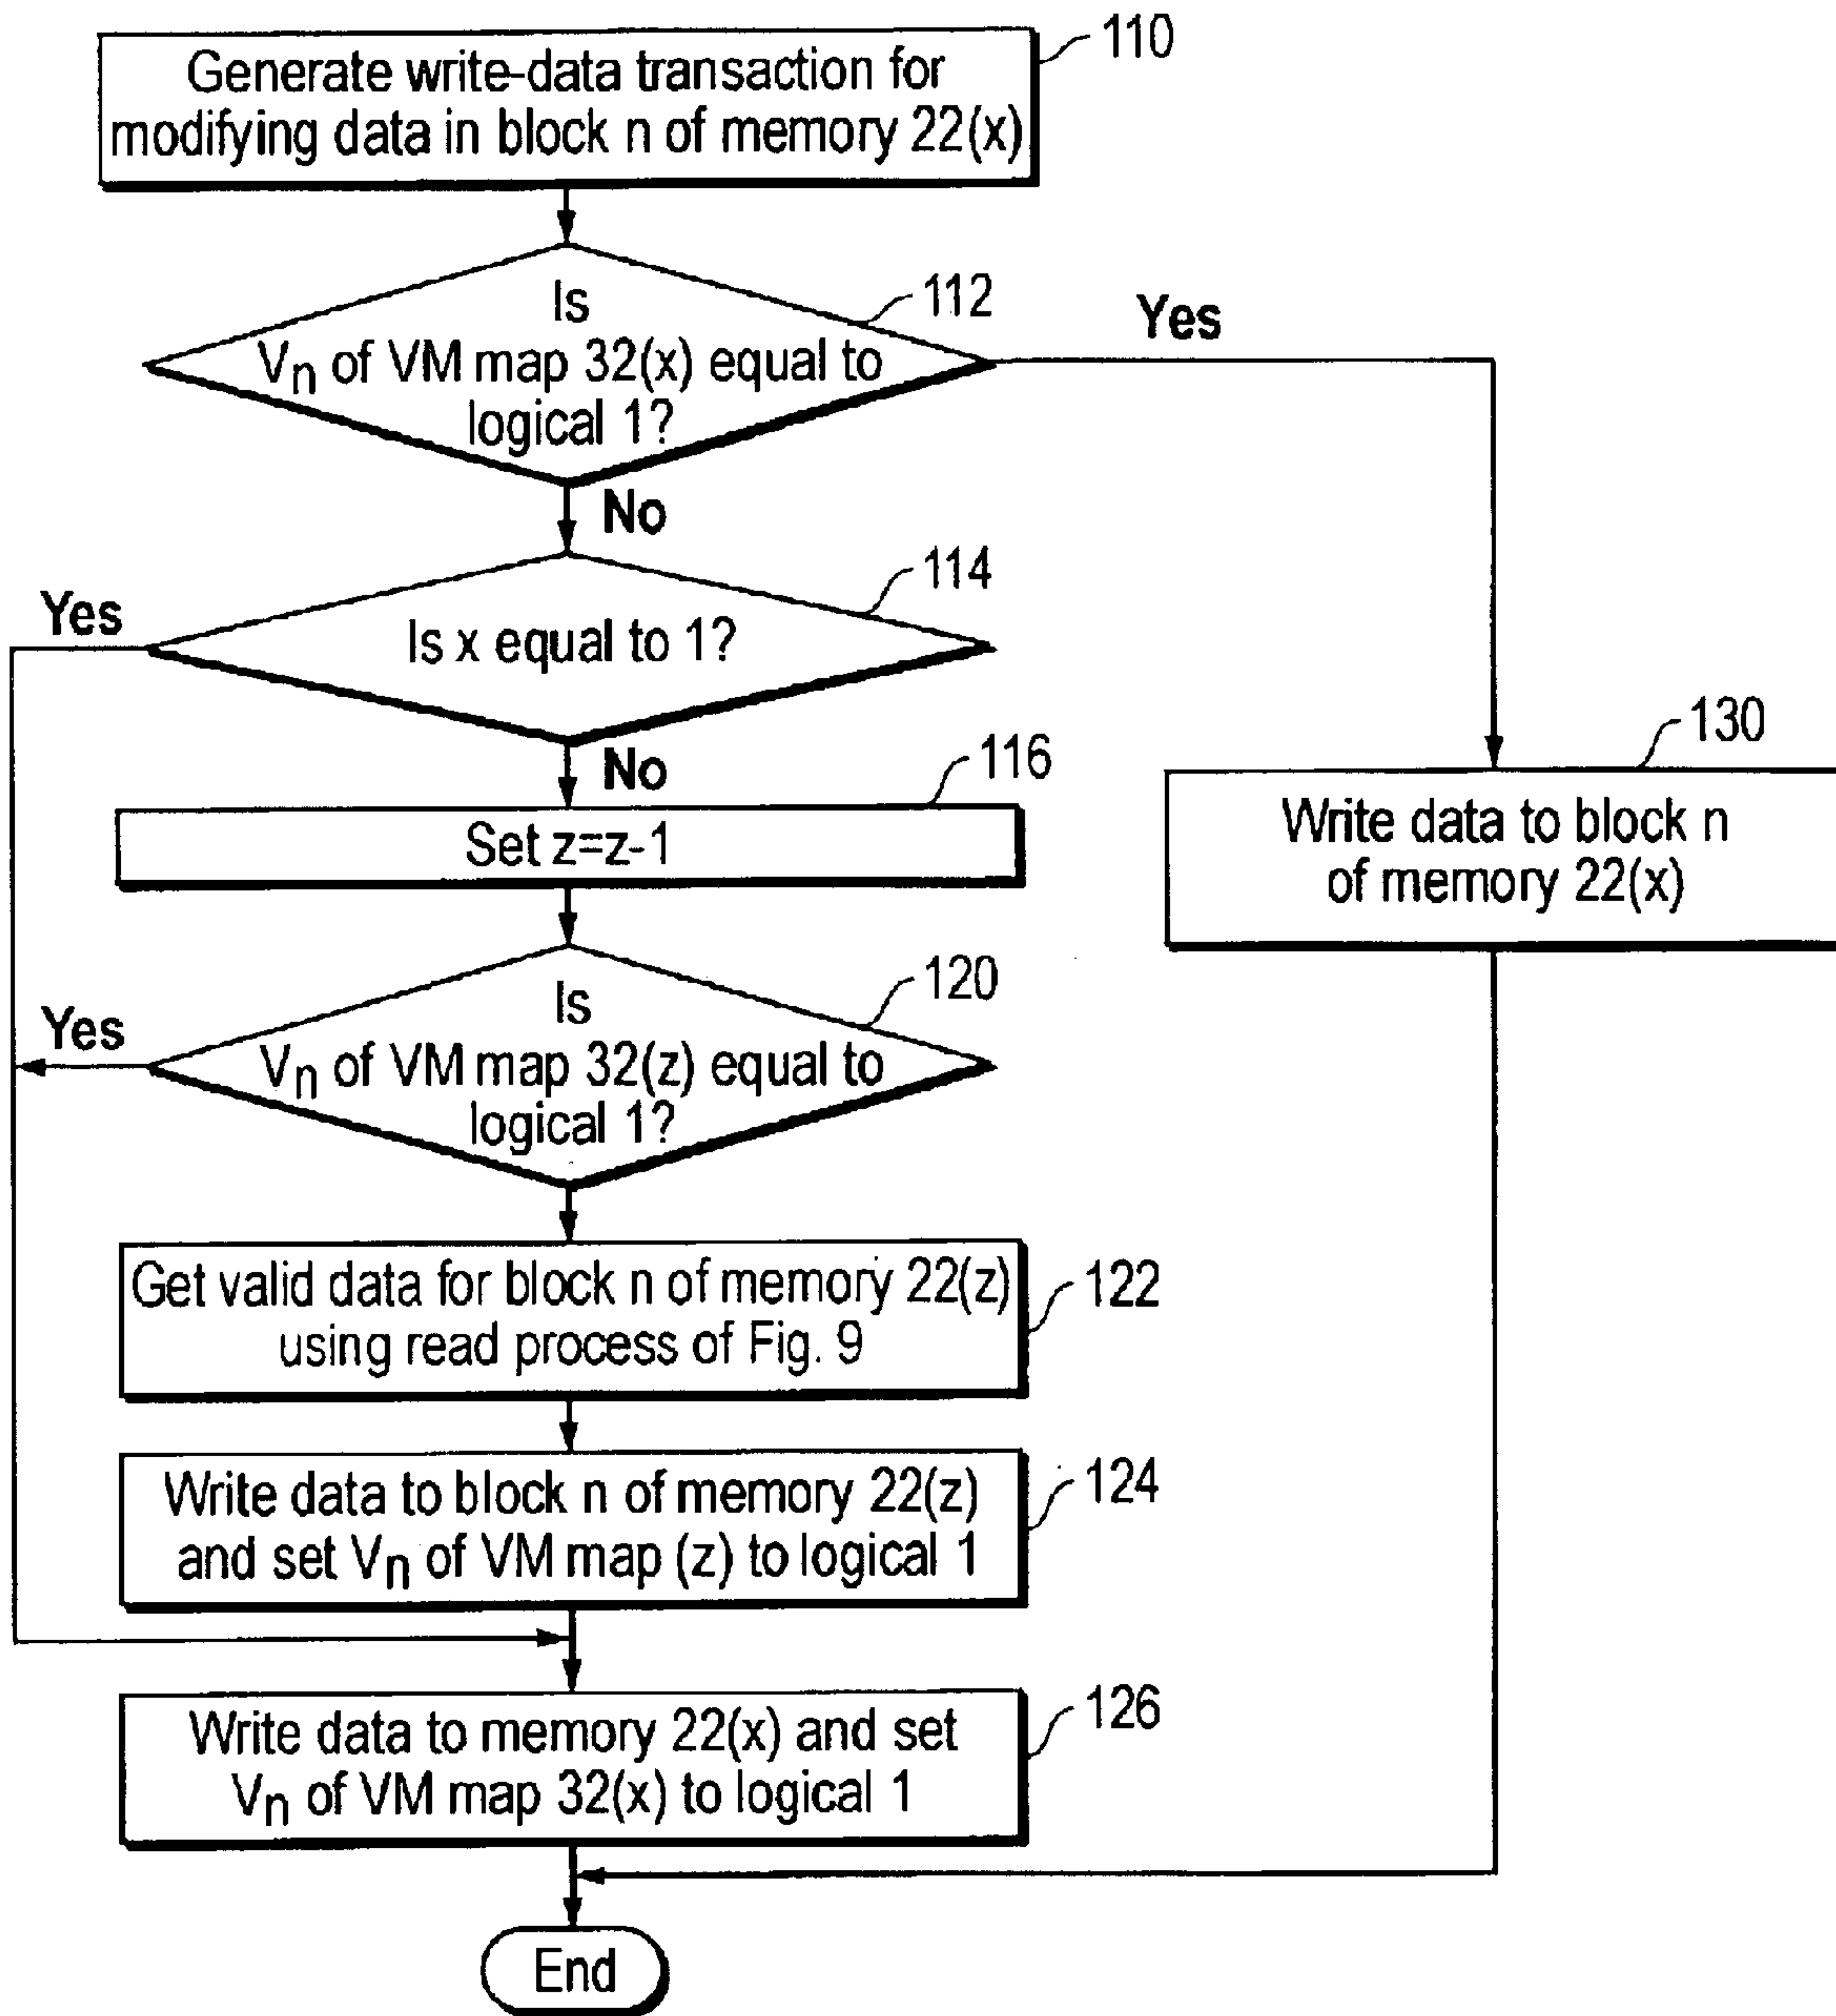 110
Generate write-data transaction for
modifying data in block n of memory 22(x)
112
Is
Vn of VM map 32(x) equal to
logical 1?
Yes
No
114
Yes
Is x equal to 1?
No
116
Set z=z-1
130
Write data to block n
of memory 22(x)
120
Is
Yes
Vn of VM map 32(z) equal to
logical 1?
Get valid data for block n of memory 22(z)
using read process of Fig. 9
122
Write data to block n of memory 22(z)
and set Vn of VM map (z) to logical 1
124
Write data to memory 22(x) and set
Vn of VM map 32(x) to logical 1
126
End